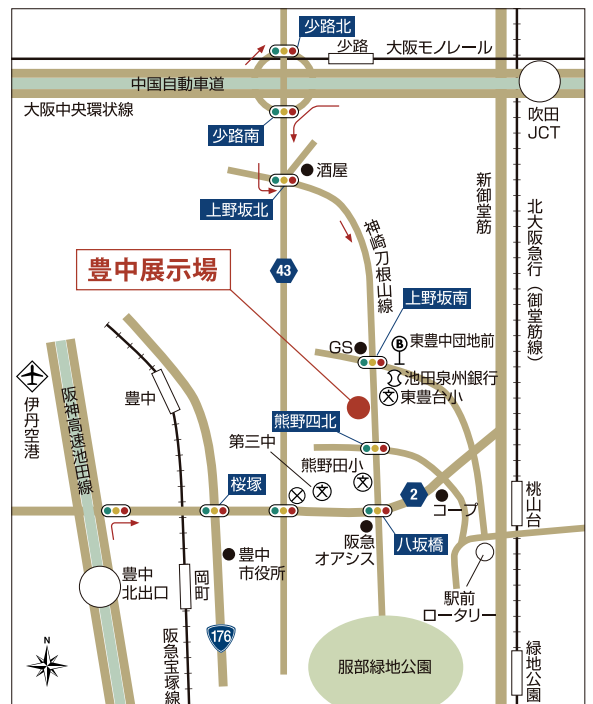 少路北
少路
大阪モノレール
中国自動車道
大阪中央環状線
吹田
JCT
少路南
酒屋
上野坂北
新御堂筋
北大阪急行(御堂筋線)
神崎刀根山線
豊中展示場
43
上野坂南
GS
B
東豊中団地前
池田泉州銀行
文
東豊台小
伊丹空港
阪神高速池田線
豊中
熊野四北
第三中
熊野田小
文
文
桜塚
2
コープ
桃山台
八坂橋
阪急
オアシス
豊中
市役所
豊中
北出口
岡町
駅前
ロータリー
176
阪急宝塚線
N
服部緑地公園
緑地公園